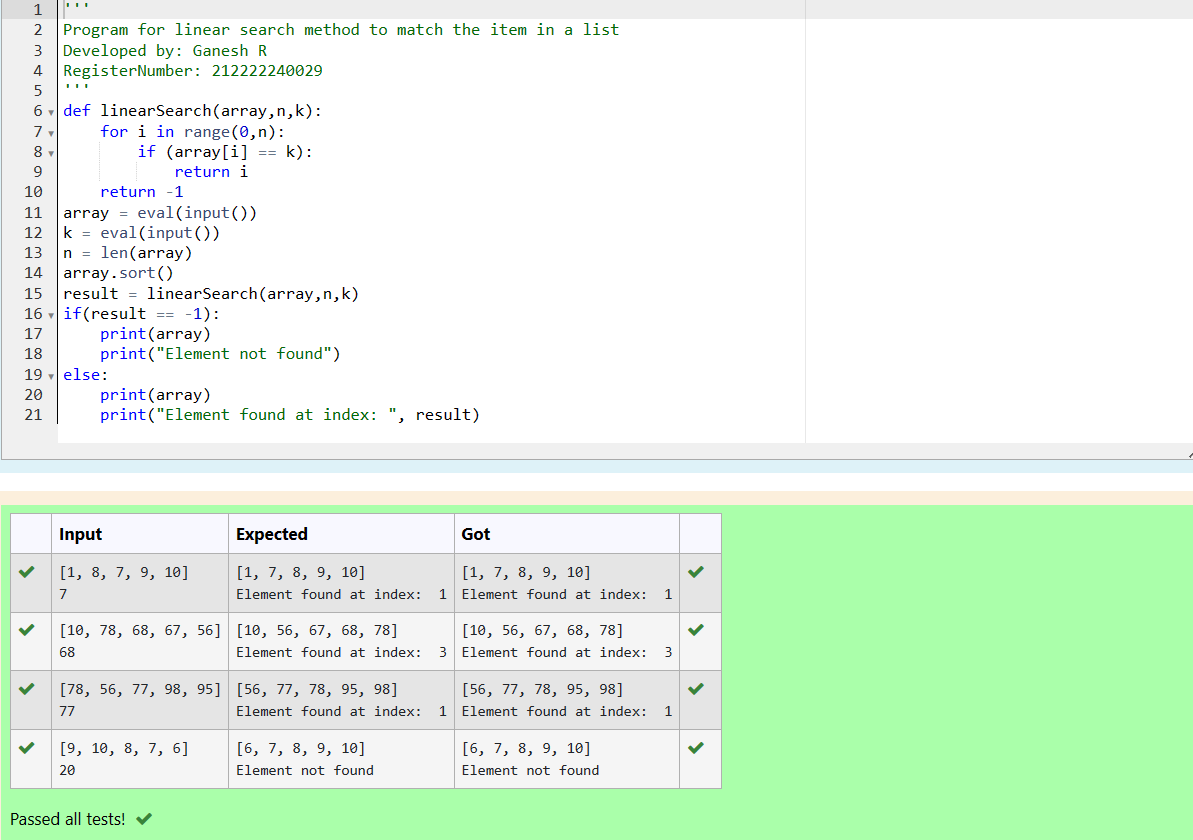 1 '''
2 Program for linear search method to match the item in a list
3 Developed by: Ganesh R
4 RegisterNumber: 212222240029
5 '''
6 def linearSearch(array,n,k):
7     for i in range(0,n):
8         if (array[i] == k):
9             return i
10     return -1
11 array = eval(input())
12 k = eval(input())
13 n = len(array)
14 array.sort()
15 result = linearSearch(array,n,k)
16 if(result == -1):
17     print(array)
18     print("Element not found")
19 else:
20     print(array)
21     print("Element found at index: ", result)
Input Expected Got
[1, 8, 7, 9, 10] [1, 7, 8, 9, 10] [1, 7, 8, 9, 10]
7 Element found at index:  1 Element found at index:  1
[10, 78, 68, 67, 56] [10, 56, 67, 68, 78] [10, 56, 67, 68, 78]
68 Element found at index:  3 Element found at index:  3
[78, 56, 77, 98, 95] [56, 77, 78, 95, 98] [56, 77, 78, 95, 98]
77 Element found at index:  1 Element found at index:  1
[9, 10, 8, 7, 6] [6, 7, 8, 9, 10] [6, 7, 8, 9, 10]
20 Element not found Element not found
Passed all tests!